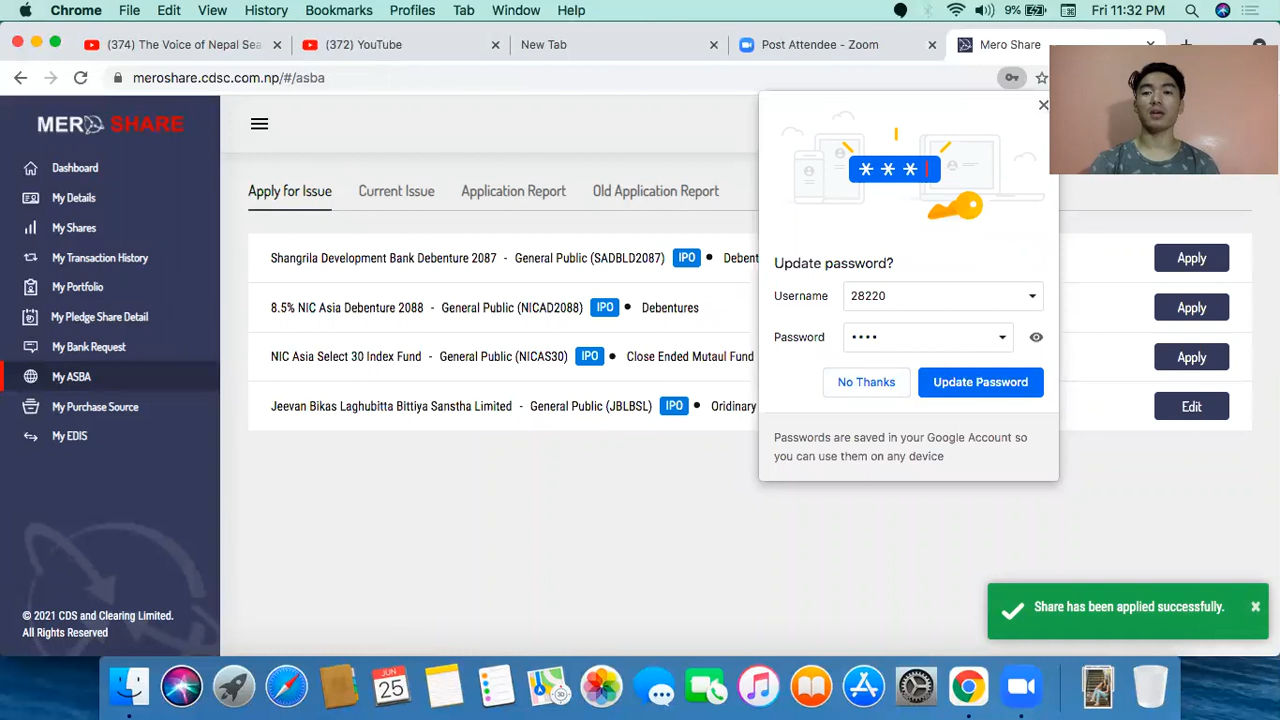 Chrome File Edit View History Bookmarks Profiles Tab Window Help 9% Fri 11:32 PM
(374) The Voice of Nepal Se
(372) YouTube
New Tab
Post Attendee - Zoom
Mero Share
meroshare.cdsc.com.np/#/asba
MERO SHARE
Dashboard
My Details
My Shares
My Transaction History
My Portfolio
My Pledge Share Detail
My Bank Request
My ASBA
My Purchase Source
My EDIS
© 2021 CDS and Clearing Limited.
All Rights Reserved
Apply for Issue Current Issue Application Report Old Application Report
Shangrila Development Bank Debenture 2087 - General Public (SADBLD2087) IPO • Debent Apply
8.5% NIC Asia Debenture 2088 - General Public (NICAD2088) IPO • Debentures Apply
NIC Asia Select 30 Index Fund - General Public (NICAS30) IPO • Close Ended Mutaul Fund Apply
Jeevan Bikas Laghubitta Bittiya Sanstha Limited - General Public (JBLBSL) IPO • Oridinary Edit
* * *
Update password?
Username 28220
Password ••••
No Thanks Update Password
Passwords are saved in your Google Account so
you can use them on any device
Share has been applied successfully. ×
JUN
25